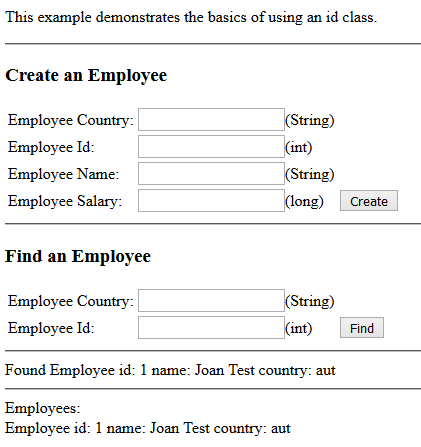 This example demonstrates the basics of using an id class.
Create an Employee
Employee Country: (String)
Employee Id: (int)
Employee Name: (String)
Employee Salary: (long) Create
Find an Employee
Employee Country: (String)
Employee Id: (int) Find
Found Employee id: 1 name: Joan Test country: aut
Employees:
Employee id: 1 name: Joan Test country: aut